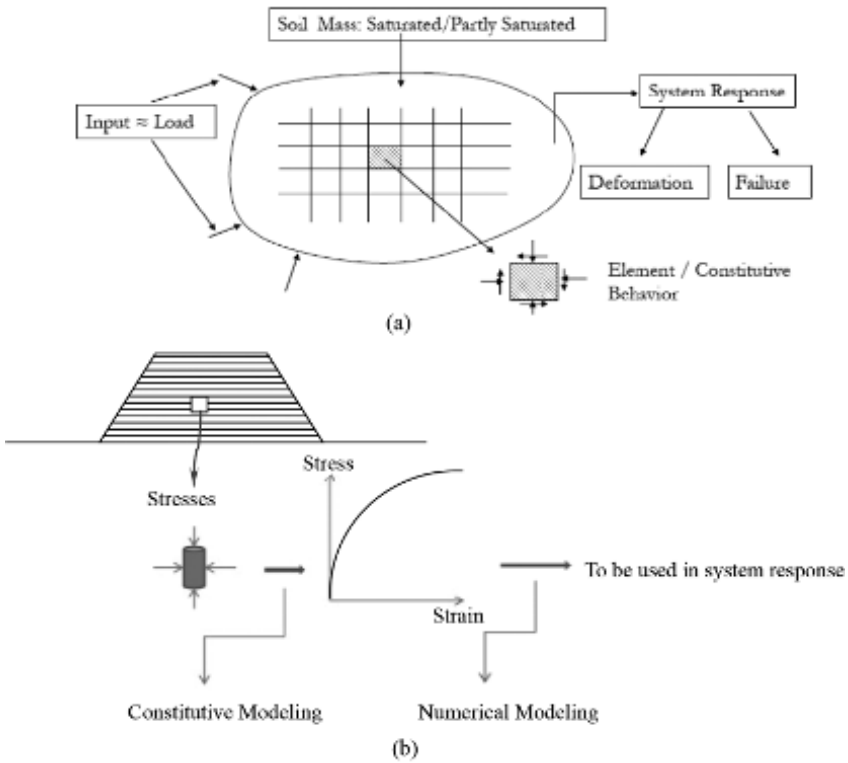 Soil Mass: Saturated/Partly Saturated
System Response
Input ≈ Load
Deformation
Failure
Element / Constitutive
Behavior
(a)
Stress
Stresses
To be used in system response
Strain
Constitutive Modeling
Numerical Modeling
(b)